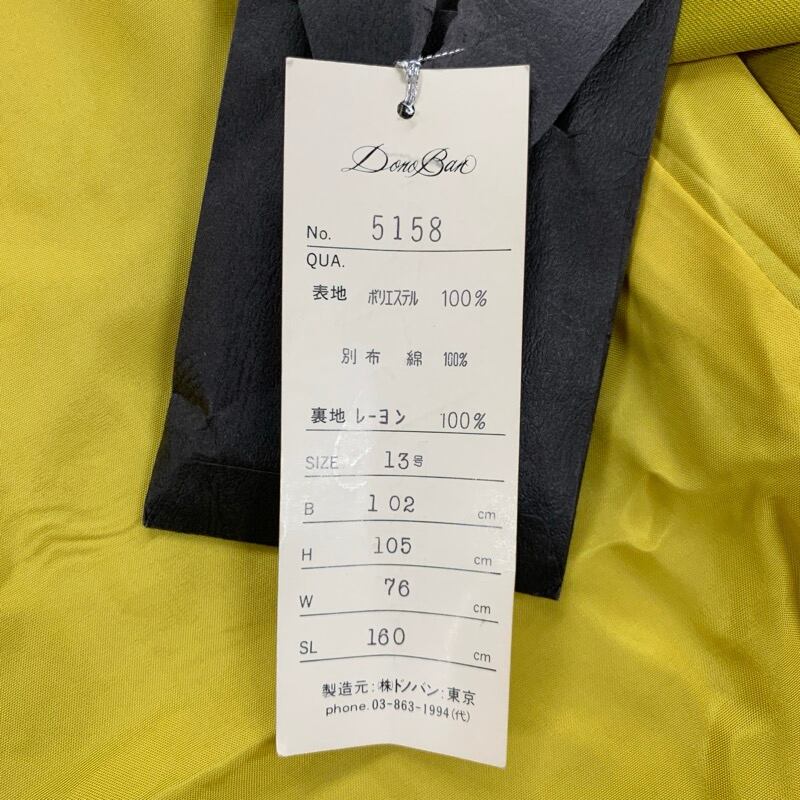 DonoBan
No. 5158
QUA.
表地 ポリエステル 100%
別布 綿 100%
裏地 レーヨン 100%
SIZE 13号
B 102 cm
H 105 cm
W 76 cm
SL 160 cm
製造元:㈱ドノバン:東京
phone. 03-863-1994(代)